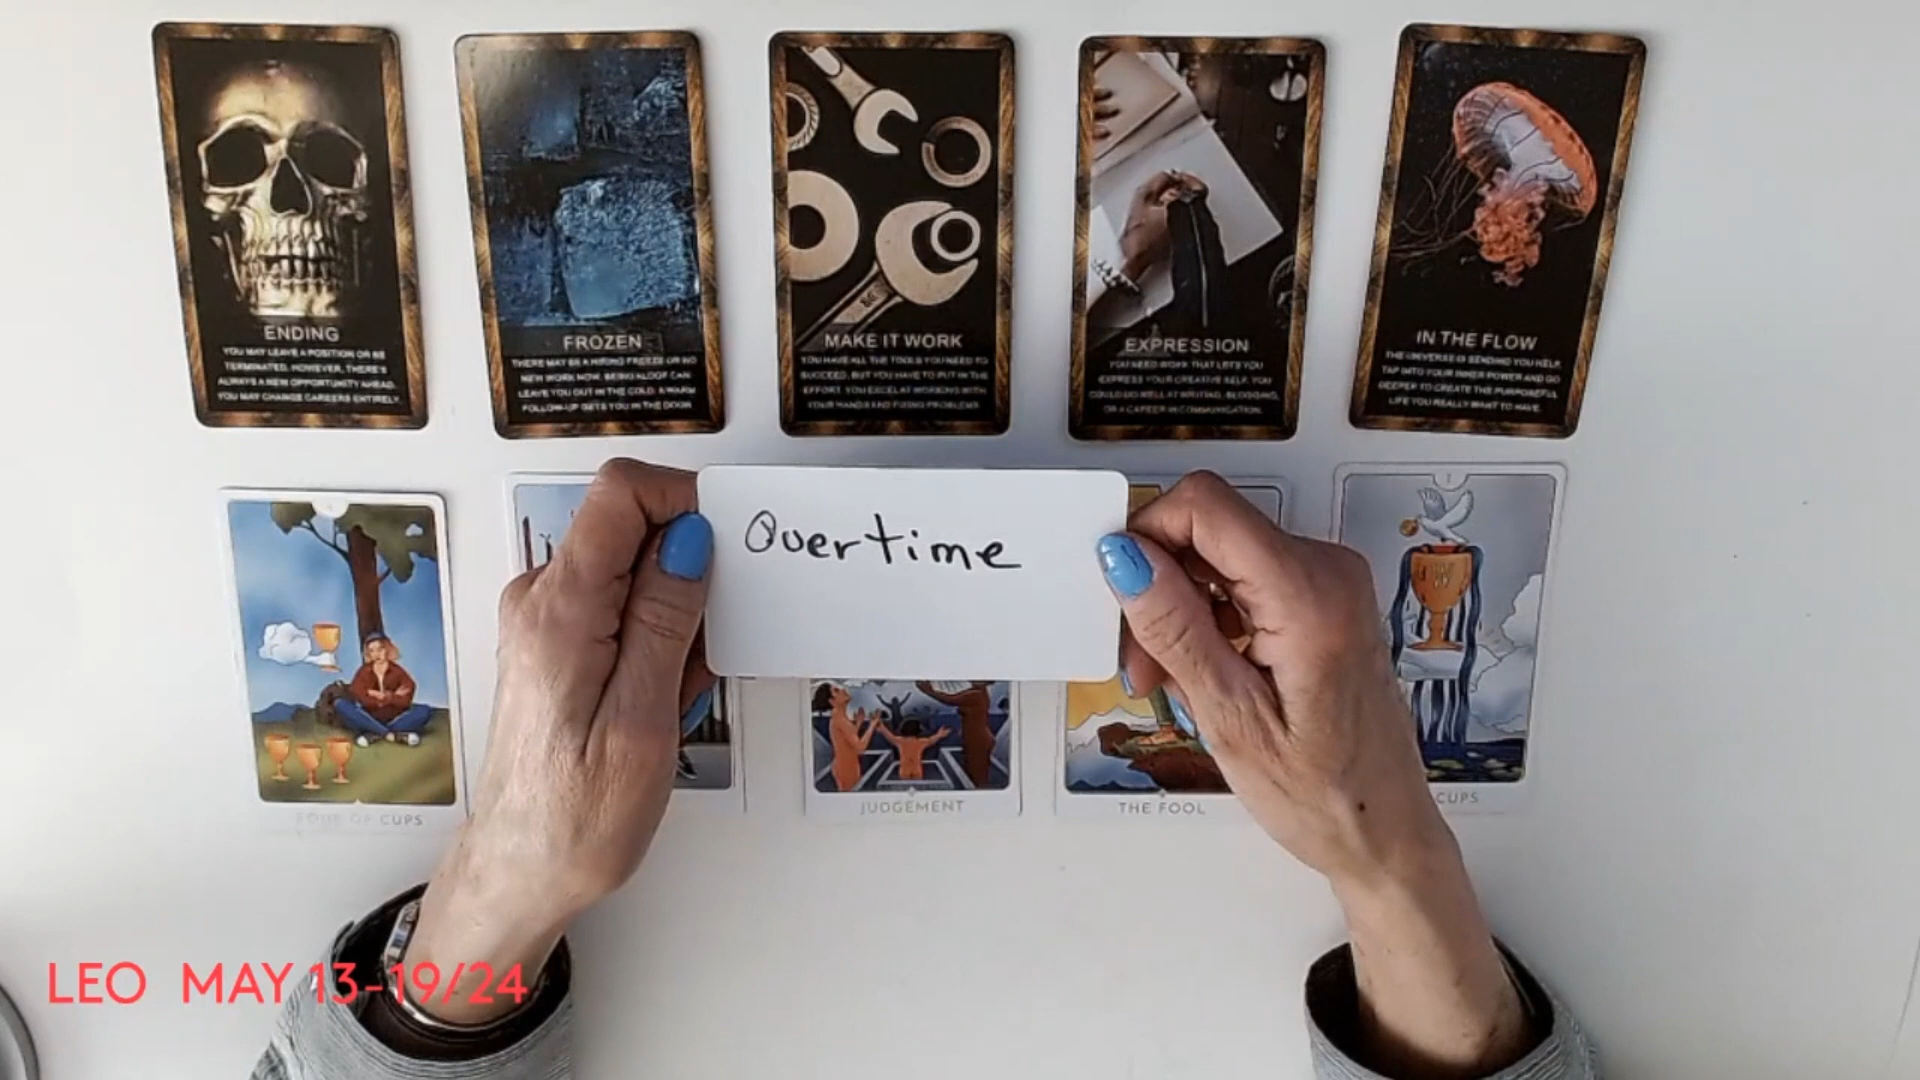 ENDING
YOU MAY LEAVE A POSITION OR BE
TERMINATED. HOWEVER, THERE'S
ALWAYS A NEW OPPORTUNITY AHEAD.
YOU MAY CHANGE CAREERS ENTIRELY.
FROZEN
THERE MAY BE A HIRING FREEZE OR NO
NEW WORK NOW. BEING ALOOF CAN
LEAVE YOU OUT IN THE COLD. A WARM
FOLLOW-UP GETS YOU IN THE DOOR
MAKE IT WORK
YOU HAVE ALL THE TOOLS YOU NEED TO
SUCCEED, BUT YOU HAVE TO PUT IN THE
EFFORT. YOU EXCEL AT WORKING WITH
YOUR HANDS AND FIXING PROBLEMS.
EXPRESSION
YOU NEED WORK THAT LETS YOU
EXPRESS YOUR CREATIVE SELF. YOU
COULD DO WELL AT WRITING, BLOGGING,
OR A CAREER IN COMMUNICATION.
IN THE FLOW
THE UNIVERSE IS SENDING YOU HELP.
TAP INTO YOUR INNER POWER AND GO
DEEPER TO CREATE THE PURPOSEFUL
LIFE YOU REALLY WANT TO HAVE.
Overtime
W
FOUR OF CUPS
JUDGEMENT
THE FOOL
CUPS
LEO MAY 13-19/24